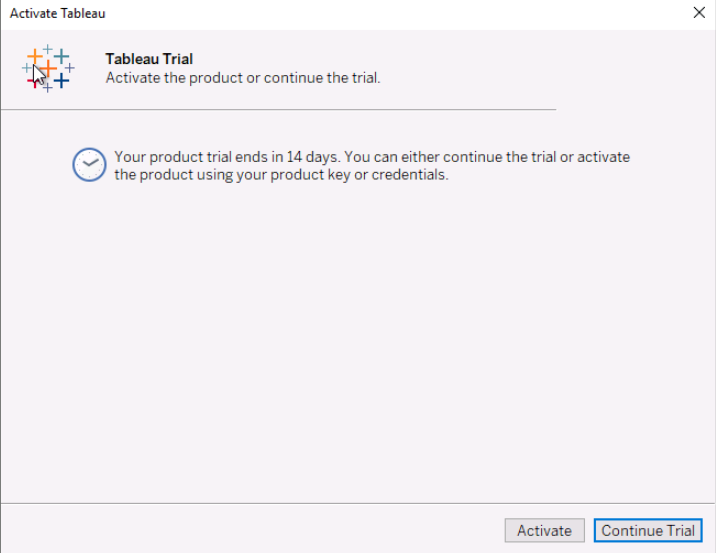 Activate Tableau
Tableau Trial
Activate the product or continue the trial.
Your product trial ends in 14 days. You can either continue the trial or activate
the product using your product key or credentials.
Activate
Continue Trial